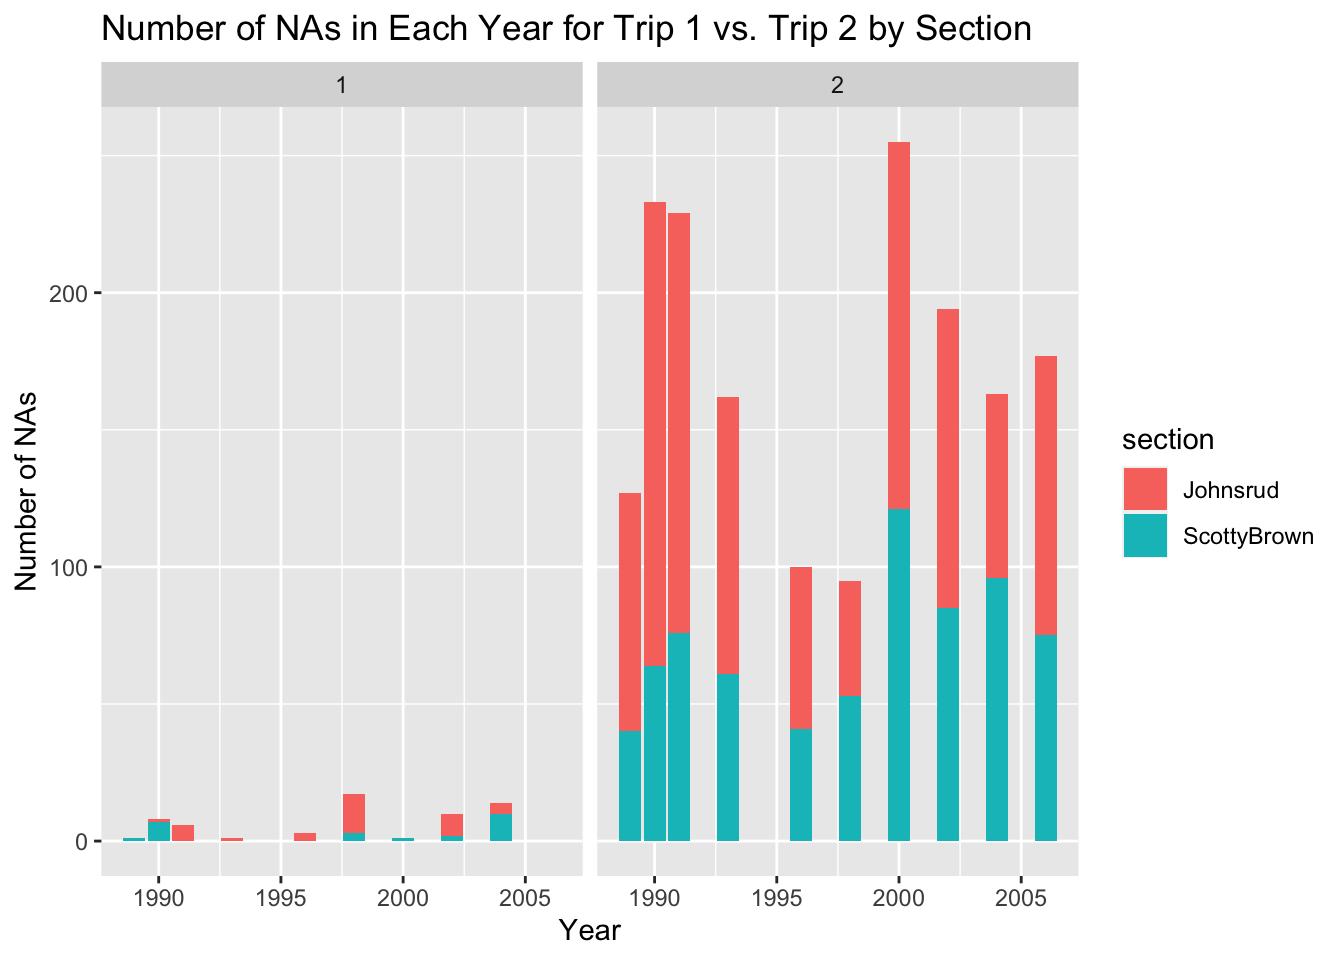 Number of NAs in Each Year for Trip 1 vs. Trip 2 by Section
1
2
Number of NAs
200
100
0
1990
1995
2000
2005
1990
1995
2000
2005
Year
section
Johnsrud
ScottyBrown